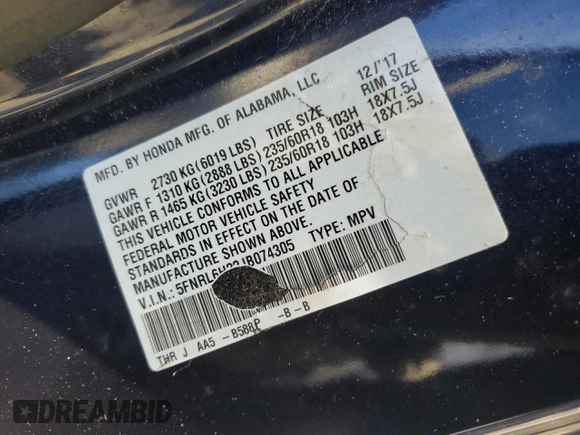 MFD. BY HONDA MFG. OF ALABAMA, LLC 12/'17
GVWR 2730 KG (6019 LBS) TIRE SIZE RIM SIZE
GAWR F 1310 KG (2888 LBS) 235/60R18 103H 18X7.5J
GAWR R 1465 KG (3230 LBS) 235/60R18 103H 18X7.5J
THIS VEHICLE CONFORMS TO ALL APPLICABLE
FEDERAL MOTOR VEHICLE SAFETY
STANDARDS IN EFFECT ON THE DATE OF
MANUFACTURE SHOWN ABOVE.
V.I.N.: TYPE: MPV
THR J AA5 -B588P -B -B
DREAMBID